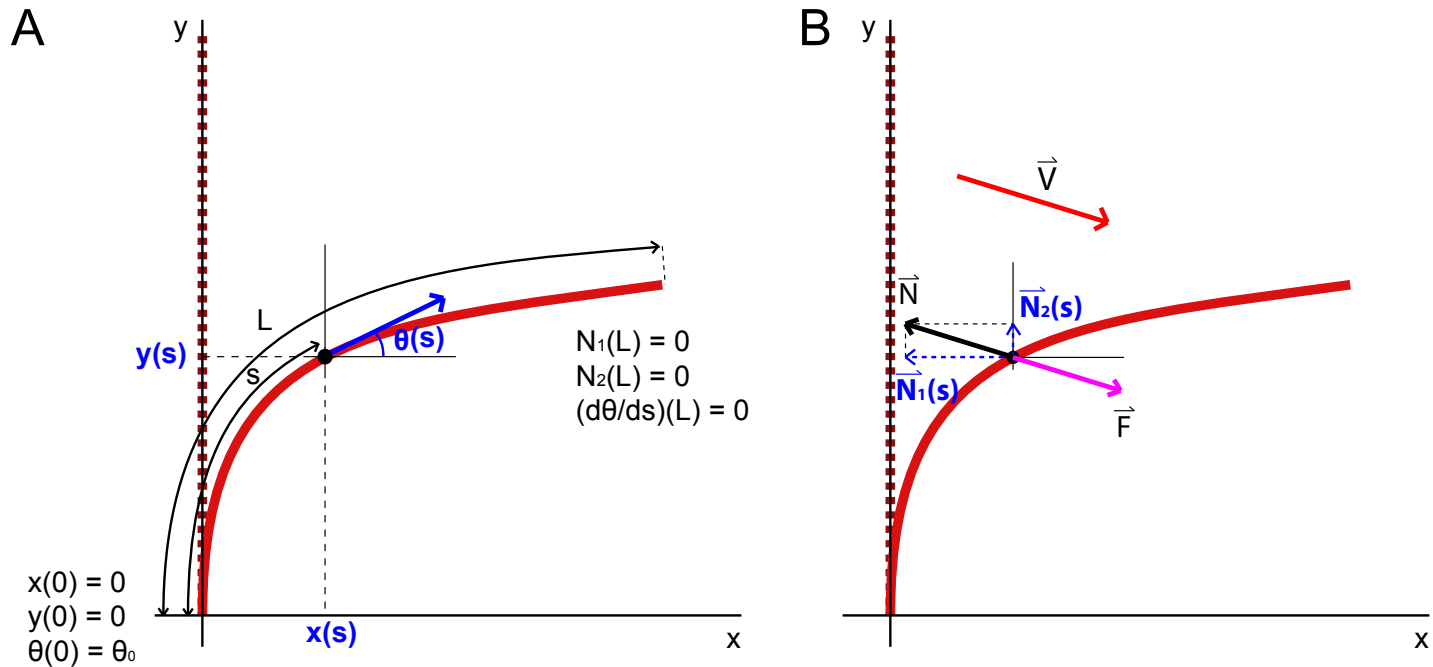 A
y
L
s
y(s)
θ(s)
N₁(L) = 0
N₂(L) = 0
(dθ/ds)(L) = 0
x(0) = 0
y(0) = 0
θ(0) = θ₀
x(s)
x
B
y
V
N
N₂(s)
N₁(s)
F
x